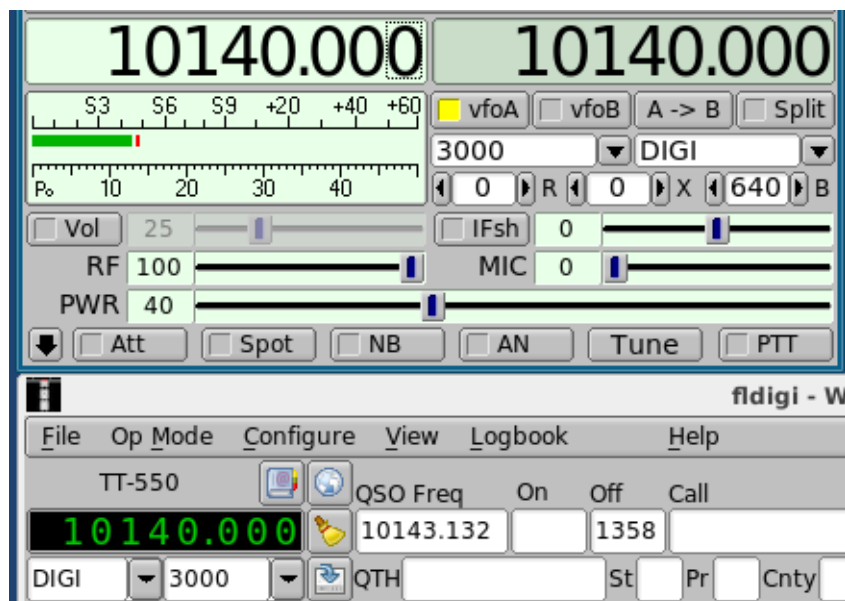 10140.000 10140.000
S3 S6 S9 +20 +40 +60 vfoA vfoB A -> B Split
3000 DIGI
Po 10 20 30 40 0 R 0 X 640 B
Vol 25 IFsh 0
RF 100 MIC 0
PWR 40
Att Spot NB AN Tune PTT
fldigi - W
File Op Mode Configure View Logbook Help
TT-550 QSO Freq On Off Call
10140.000 10143.132 1358
DIGI 3000 QTH St Pr Cnty